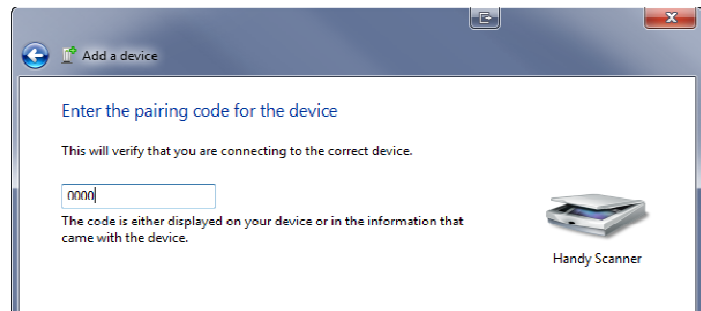 Add a device
Enter the pairing code for the device
This will verify that you are connecting to the correct device.
0000
The code is either displayed on your device or in the information that
came with the device.
Handy Scanner